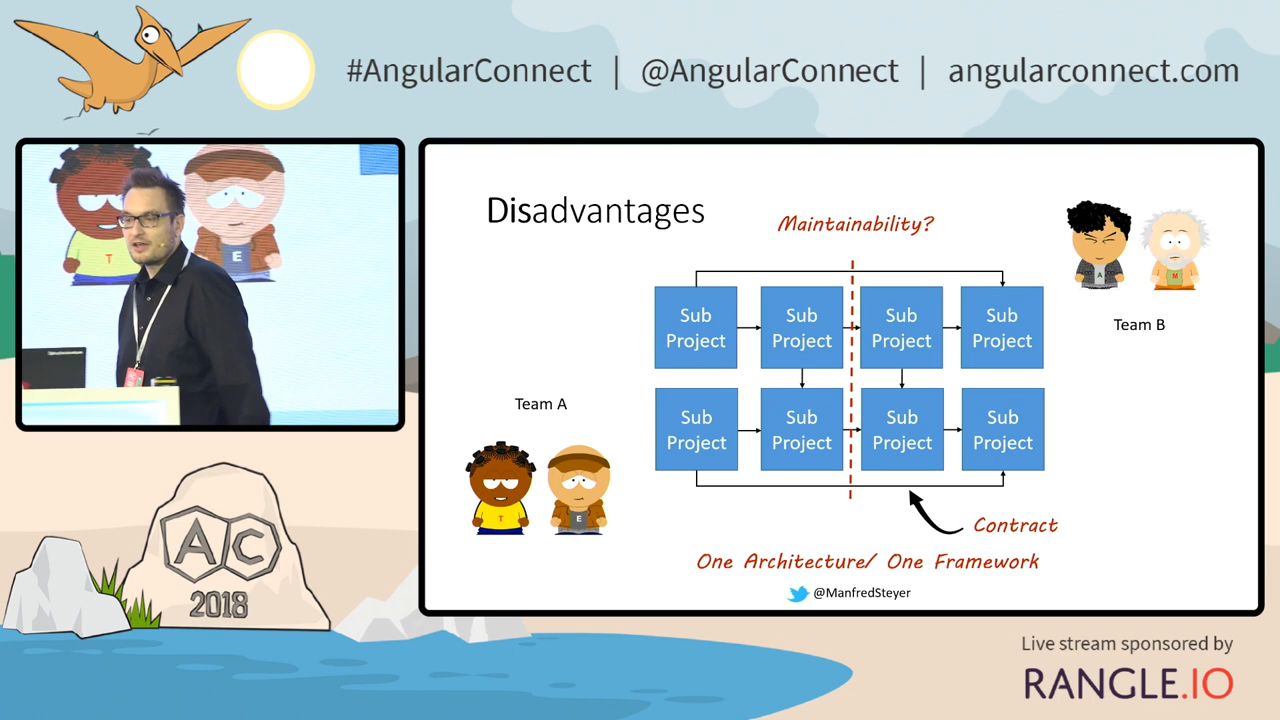 #AngularConnect | @AngularConnect | angularconnect.com
Disadvantages
Maintainability?
Sub
Project
Sub
Project
Sub
Project
Sub
Project
A
M
Team B
Team A
Sub
Project
Sub
Project
Sub
Project
Sub
Project
T
E
T
E
Contract
One Architecture/ One Framework
@ManfredSteyer
AC
2018
Live stream sponsored by
RANGLE.IO